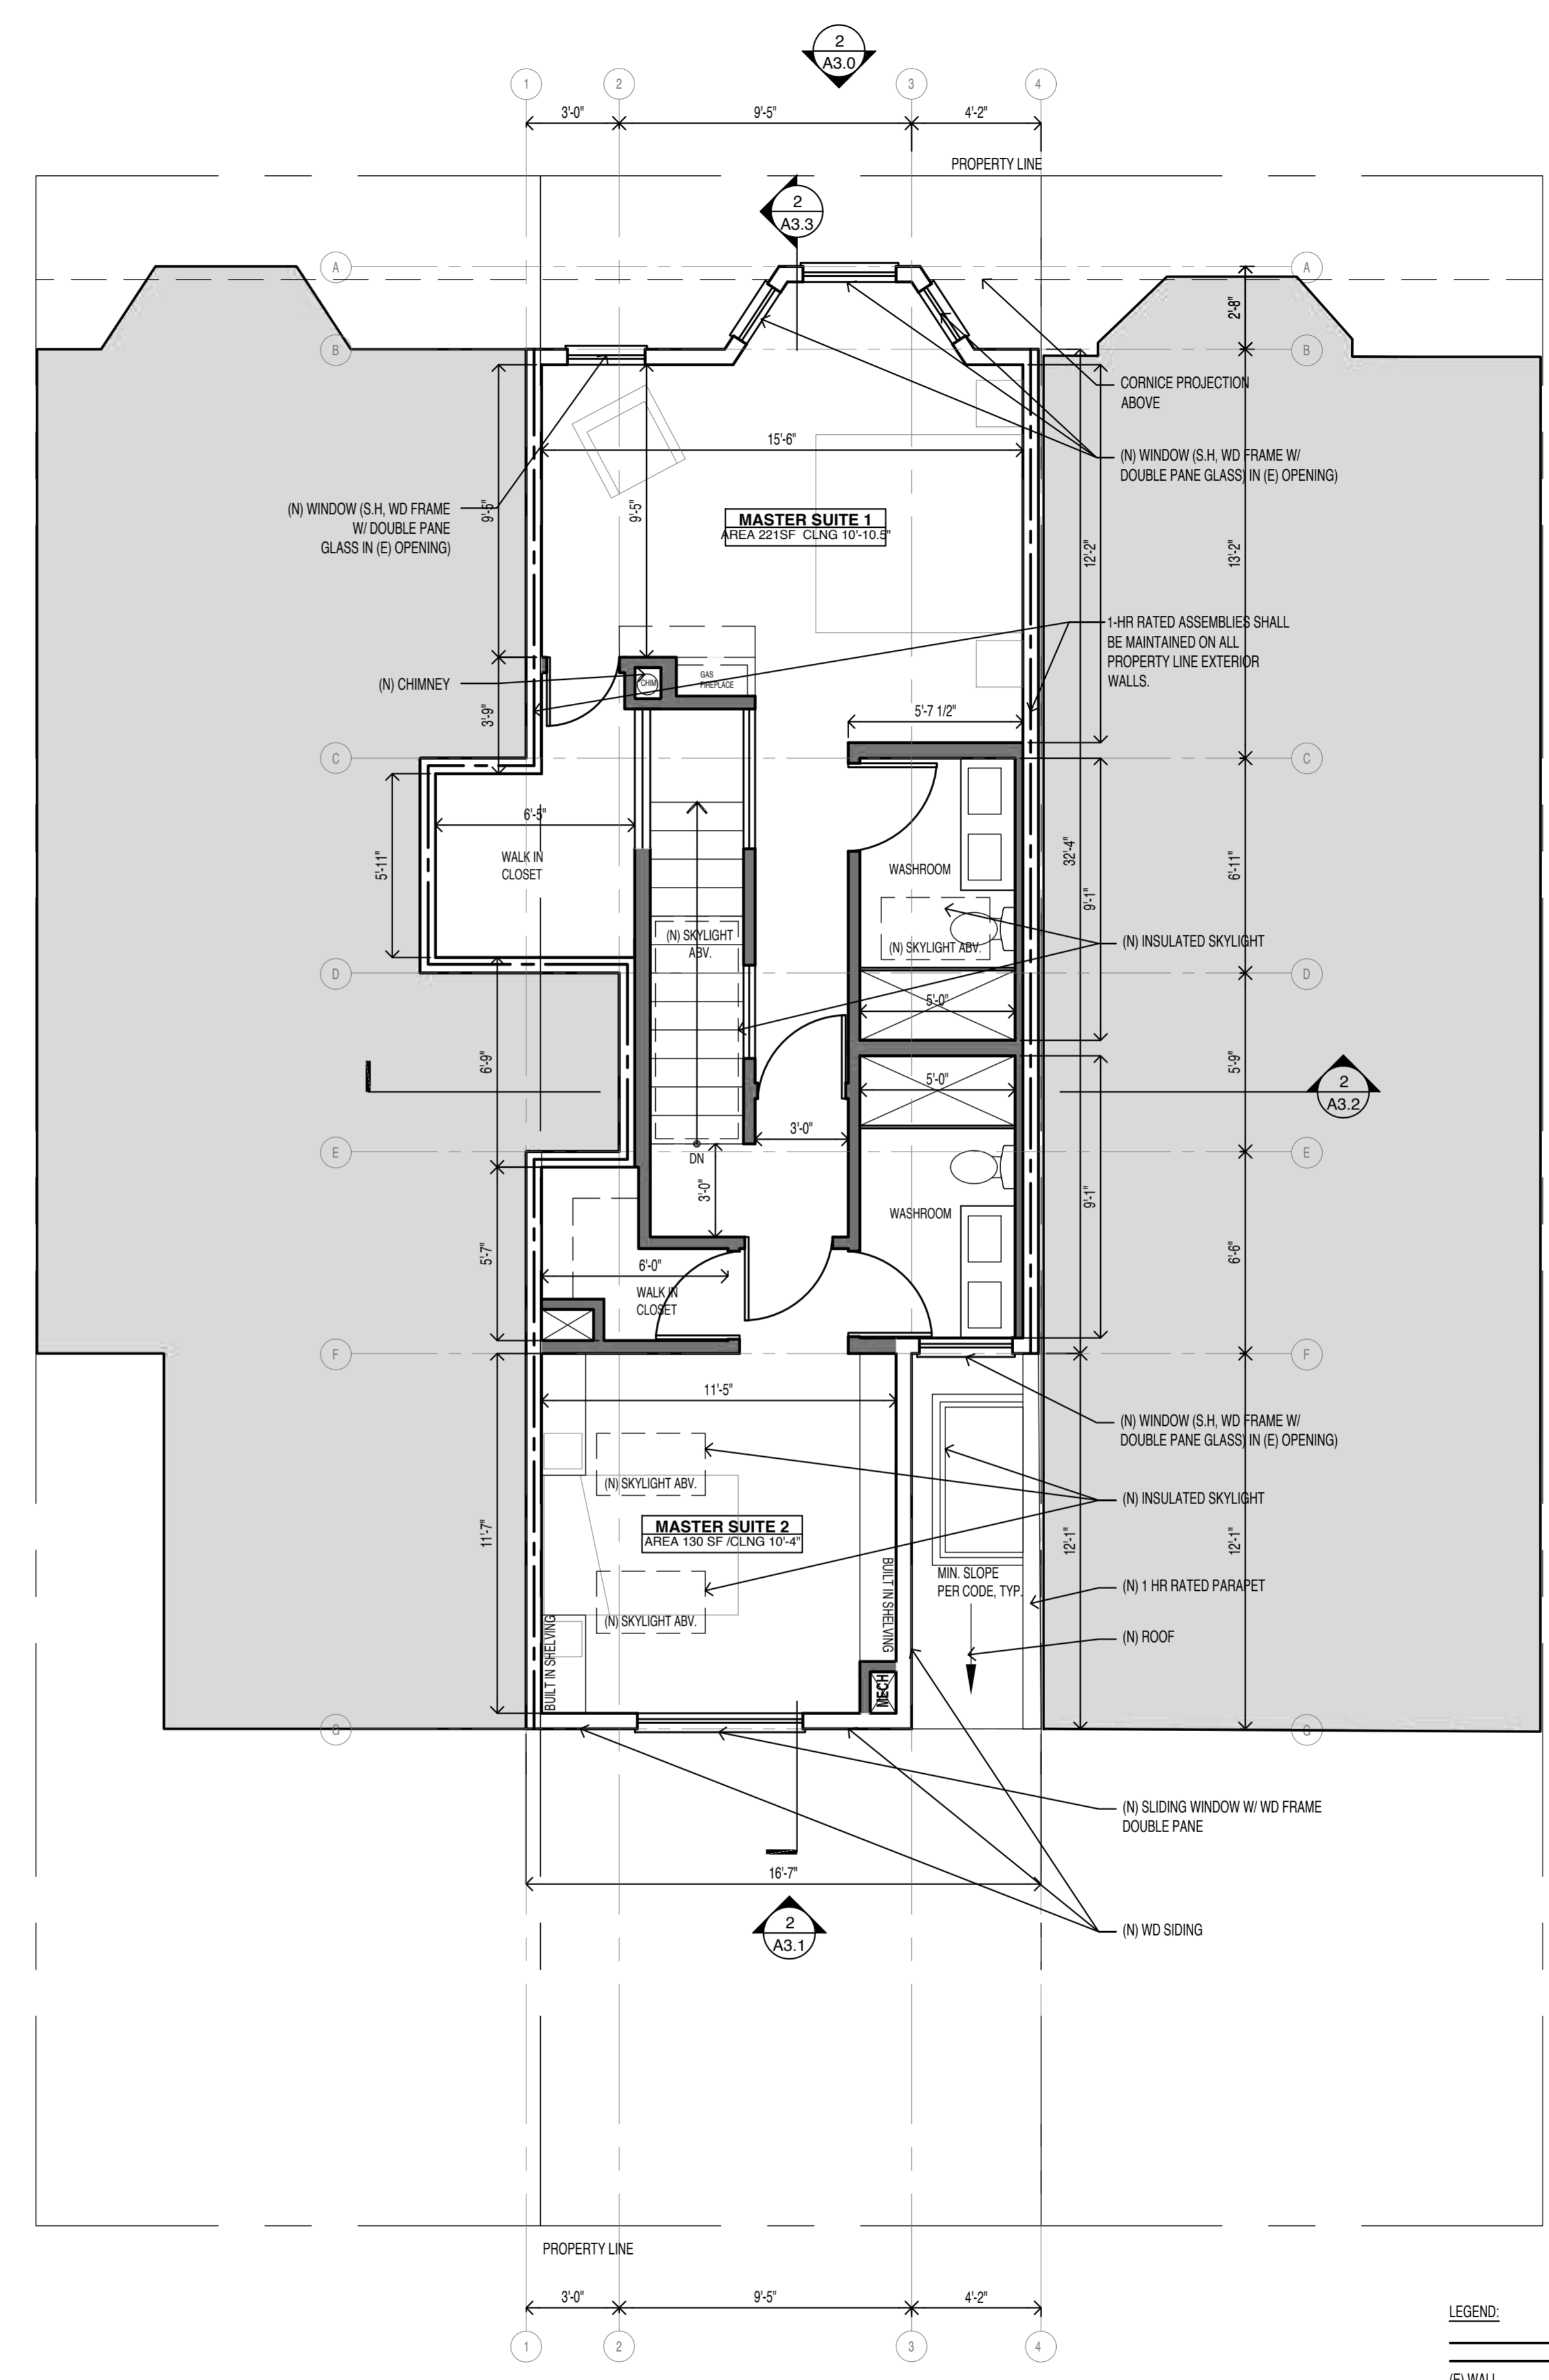 2
A3.0
1
2
3
4
3'-0"
9'-5"
4'-2"
PROPERTY LINE
2
A3.3
A
A
2'-8"
B
B
CORNICE PROJECTION
ABOVE
15'-6"
(N) WINDOW (S.H, WD FRAME W/
DOUBLE PANE GLASS) IN (E) OPENING)
(N) WINDOW (S.H, WD FRAME
W/ DOUBLE PANE
GLASS IN (E) OPENING)
9'-5"
9'-5"
MASTER SUITE 1
AREA 221SF CLNG 10'-10.5"
12'-2"
13'-2"
1-HR RATED ASSEMBLIES SHALL
BE MAINTAINED ON ALL
PROPERTY LINE EXTERIOR
WALLS.
(N) CHIMNEY
CHIM
GAS
FIREPLACE
3'-9"
5'-7 1/2"
C
C
6'-5"
5'-11"
WALK IN
CLOSET
WASHROOM
32'-4"
6'-11"
9'-1"
(N) SKYLIGHT
ABV.
(N) SKYLIGHT ABV.
(N) INSULATED SKYLIGHT
D
D
5'-0"
6'-9"
5'-9"
5'-0"
2
A3.2
3'-0"
E
E
DN
3'-0"
9'-1"
WASHROOM
5'-7"
6'-6"
6'-0"
WALK IN
CLOSET
F
F
11'-5"
(N) WINDOW (S.H, WD FRAME W/
DOUBLE PANE GLASS) IN (E) OPENING)
(N) SKYLIGHT ABV.
(N) INSULATED SKYLIGHT
MASTER SUITE 2
AREA 130 SF /CLNG 10'-4"
11'-7"
12'-1"
12'-1"
MIN. SLOPE
PER CODE, TYP.
(N) 1 HR RATED PARAPET
BUILT IN SHELVING
(N) SKYLIGHT ABV.
BUILT IN SHELVING
(N) ROOF
MECH
G
G
(N) SLIDING WINDOW W/ WD FRAME
DOUBLE PANE
16'-7"
2
A3.1
(N) WD SIDING
PROPERTY LINE
3'-0"
9'-5"
4'-2"
1
2
3
4
LEGEND:
(E) WALL